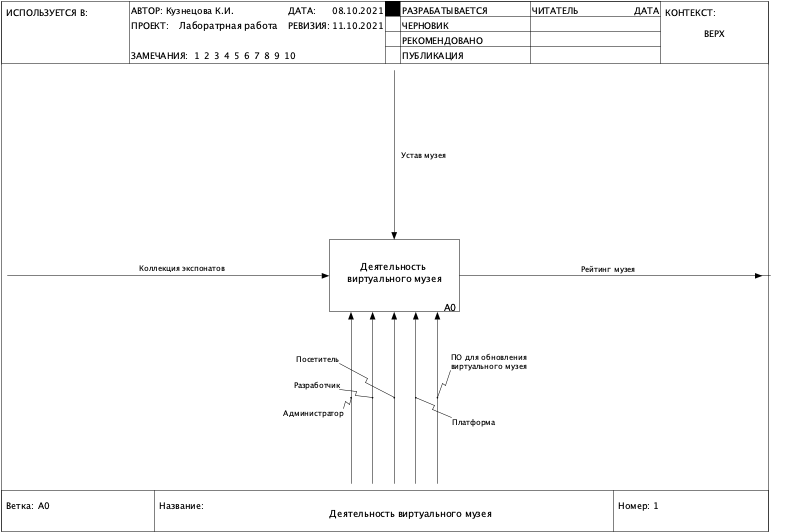 ИСПОЛЬЗУЕТСЯ В:
АВТОР: Кузнецова К.И.
ДАТА: 08.10.2021
ПРОЕКТ: Лаборатрная работа
РЕВИЗИЯ: 11.10.2021
ЗАМЕЧАНИЯ: 1 2 3 4 5 6 7 8 9 10
РАЗРАБАТЫВАЕТСЯ
ЧЕРНОВИК
РЕКОМЕНДОВАНО
ПУБЛИКАЦИЯ
ЧИТАТЕЛЬ
ДАТА
КОНТЕКСТ:
ВЕРХ
Устав музея
Коллекция экспонатов
Деятельность
виртуального музея
A0
Рейтинг музея
Посетитель
ПО для обновления
виртуального музея
Разработчик
Администратор
Платформа
Ветка: A0
Название:
Деятельность виртуального музея
Номер: 1